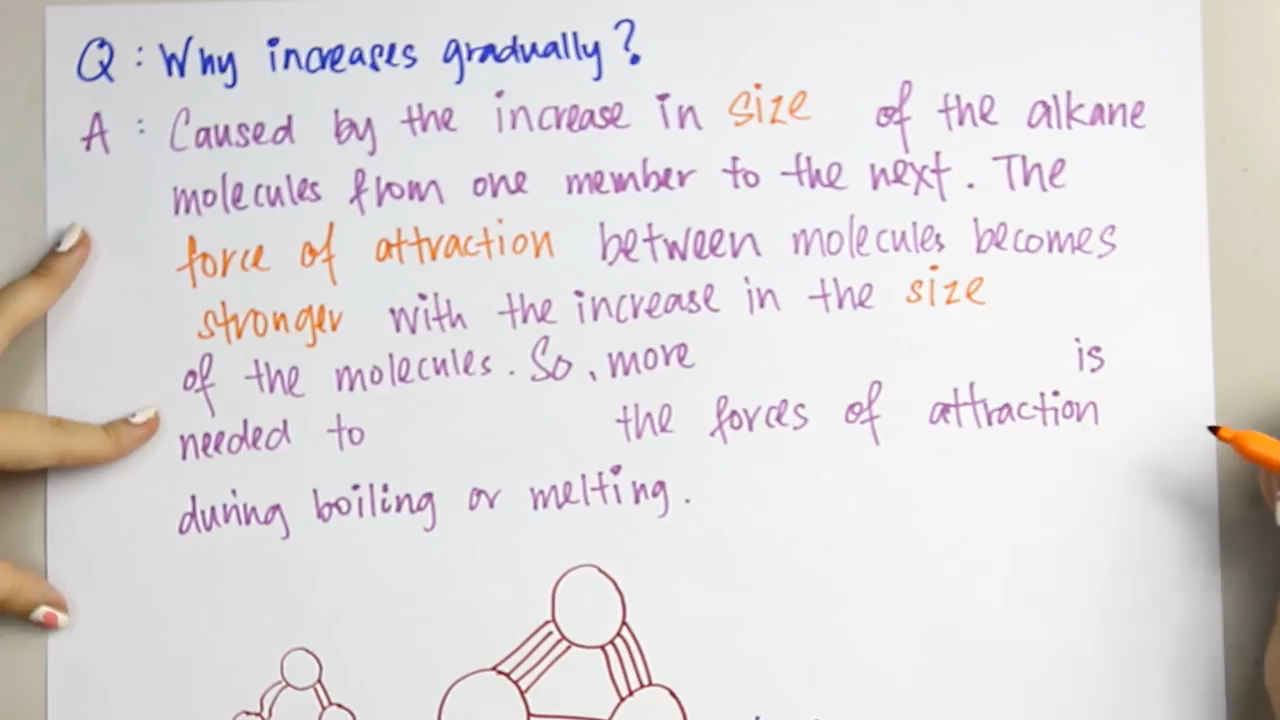 Q : Why increases gradually?
A : Caused by the increase in size of the alkane
molecules from one member to the next. The
force of attraction between molecules becomes
stronger with the increase in the size
of the molecules. So, more is
needed to the forces of attraction
during boiling or melting.